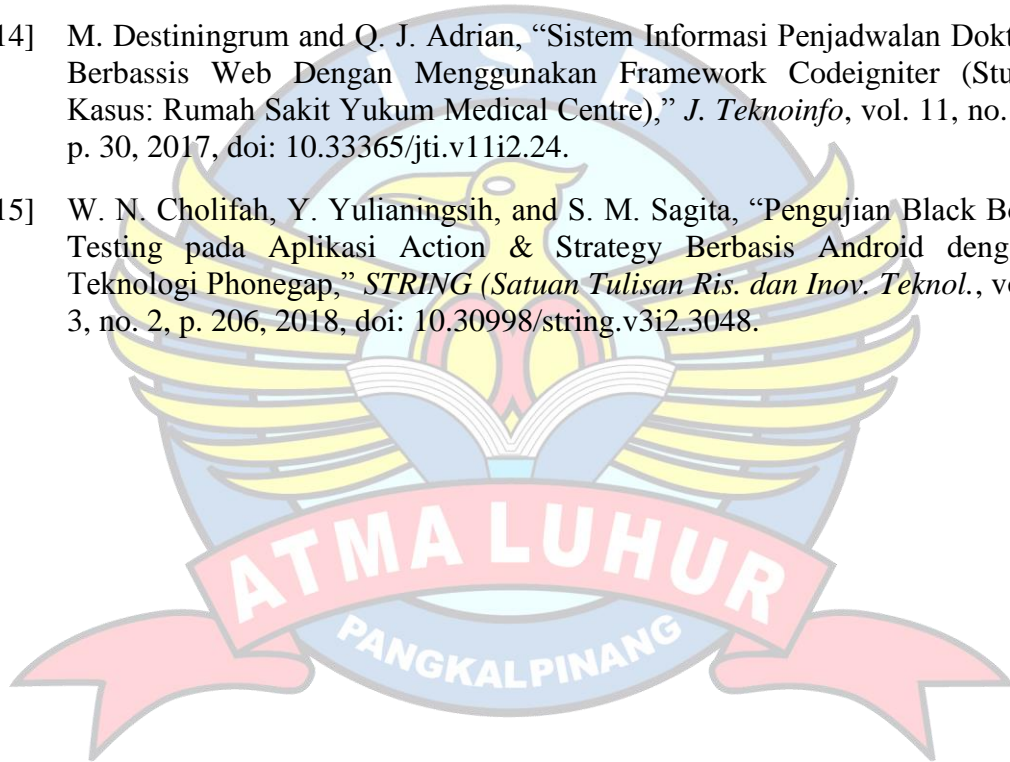 14] M. Destiningrum and Q. J. Adrian, “Sistem Informasi Penjadwalan Dokt
Berbassis Web Dengan Menggunakan Framework Codeigniter (Stu
Kasus: Rumah Sakit Yukum Medical Centre),” J. Teknoinfo, vol. 11, no.
p. 30, 2017, doi: 10.33365/jti.v11i2.24.
15] W. N. Cholifah, Y. Yulianingsih, and S. M. Sagita, “Pengujian Black Bo
Testing pada Aplikasi Action & Strategy Berbasis Android deng
Teknologi Phonegap,” STRING (Satuan Tulisan Ris. dan Inov. Teknol., vo
3, no. 2, p. 206, 2018, doi: 10.30998/string.v3i2.3048.
I S B
ATMA LUHUR
PANGKALPINANG